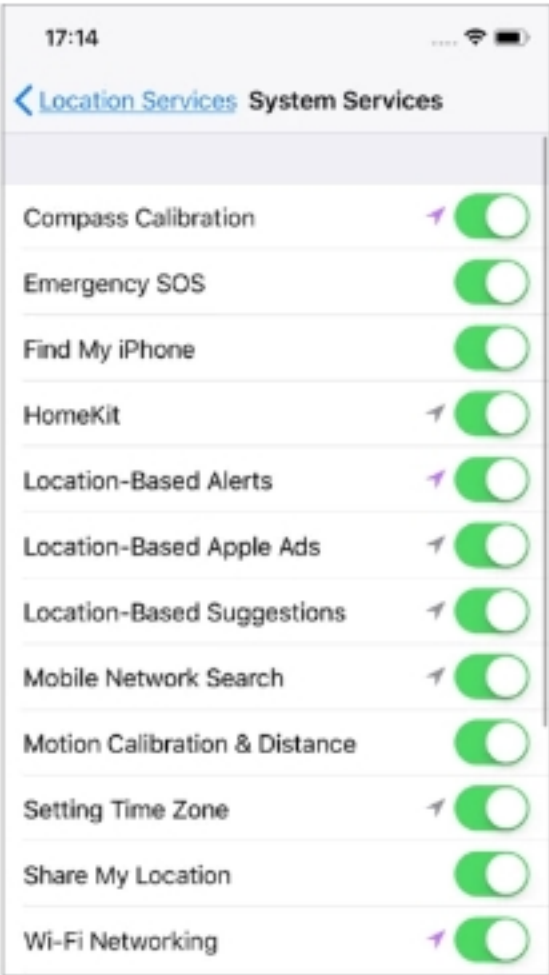 17:14
Location Services System Services
Compass Calibration
Emergency SOS
Find My iPhone
HomeKit
Location-Based Alerts
Location-Based Apple Ads
Location-Based Suggestions
Mobile Network Search
Motion Calibration & Distance
Setting Time Zone
Share My Location
Wi-Fi Networking